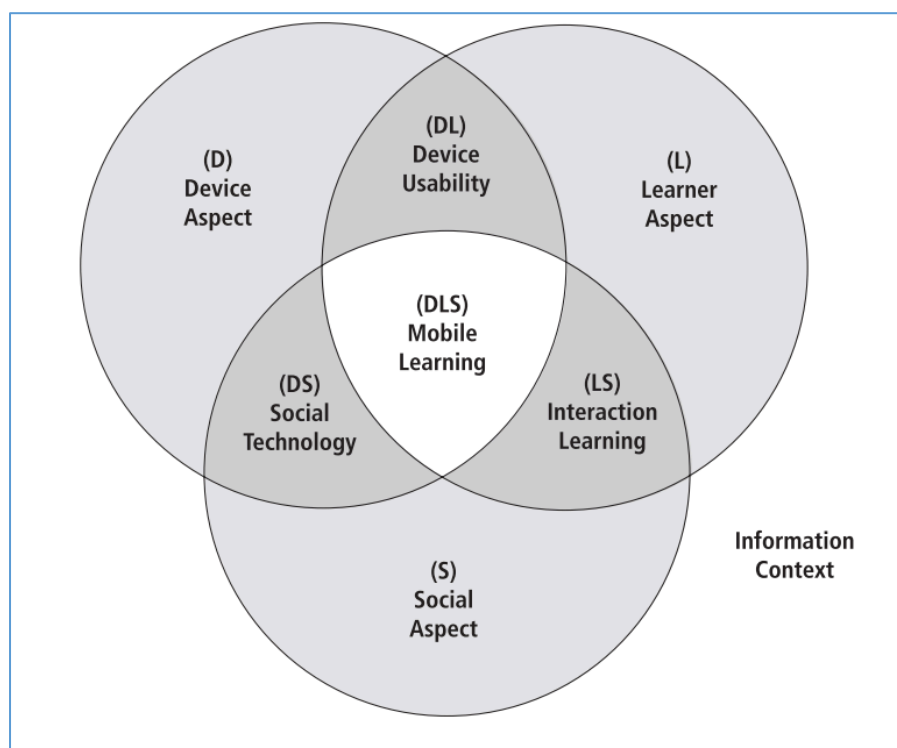 (DL)
Device
Usability
(D)
Device
Aspect
(L)
Learner
Aspect
(DLS)
Mobile
Learning
(DS)
Social
Technology
(LS)
Interaction
Learning
Information
Context
(S)
Social
Aspect